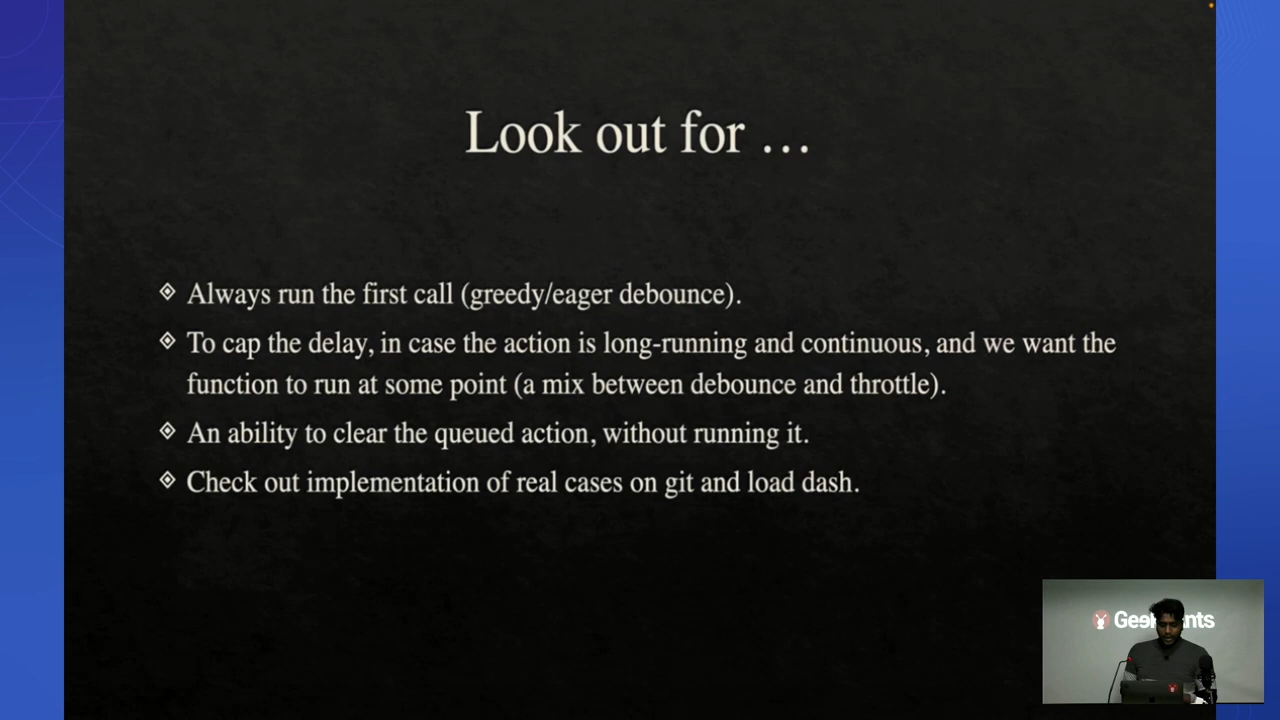 Look out for ...
Always run the first call (greedy/eager debounce).
To cap the delay, in case the action is long-running and continuous, and we want the
function to run at some point (a mix between debounce and throttle).
An ability to clear the queued action, without running it.
Check out implementation of real cases on git and load dash.